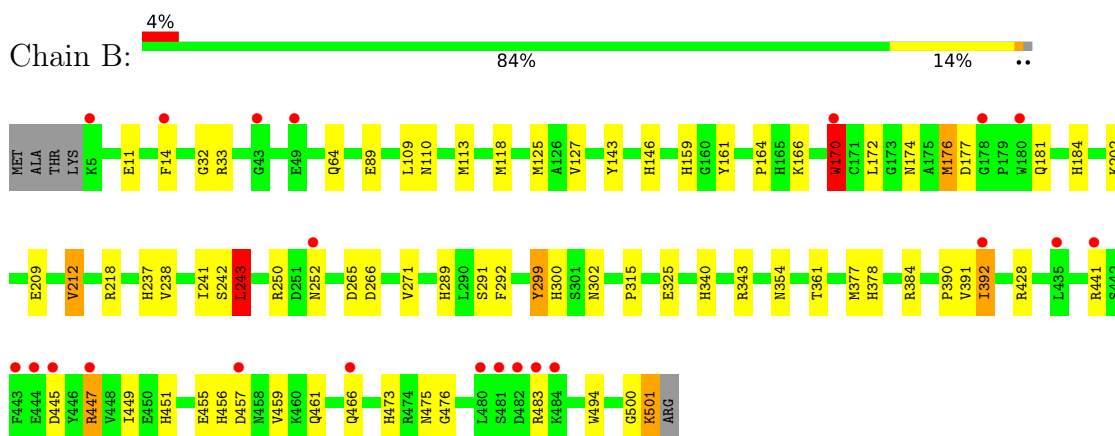 4%
Chain B:
84% 14% ••
MET ALA THR LYS K5 E11 F14 G32 R33 G43 E49 Q64 E89 L109 N110 M113 M118 M125 A126 V127 Y143 H146 H159 G160 Y161 P164 H165 K166 W170 C171 L172 G173 N174 A175 M176 D177 G178 P179 W180 Q181 H184
E209 V212 R218 H237 V238 I241 S242 L243 R250 D251 N252 D265 D266 V271 H289 L290 S291 F292 Y299 H300 S301 N302 P315 E325 H340 R343 N354 T361 M377 H378 R384 P390 V391 I392 R428 L435 R441 S442
F443 E444 D445 Y446 R447 V448 I449 E450 H451 E455 H456 D457 N458 V459 K460 Q461 Q466 H473 R474 N475 G476 L480 S481 D482 R483 K484 W494 G500 K501 ARG